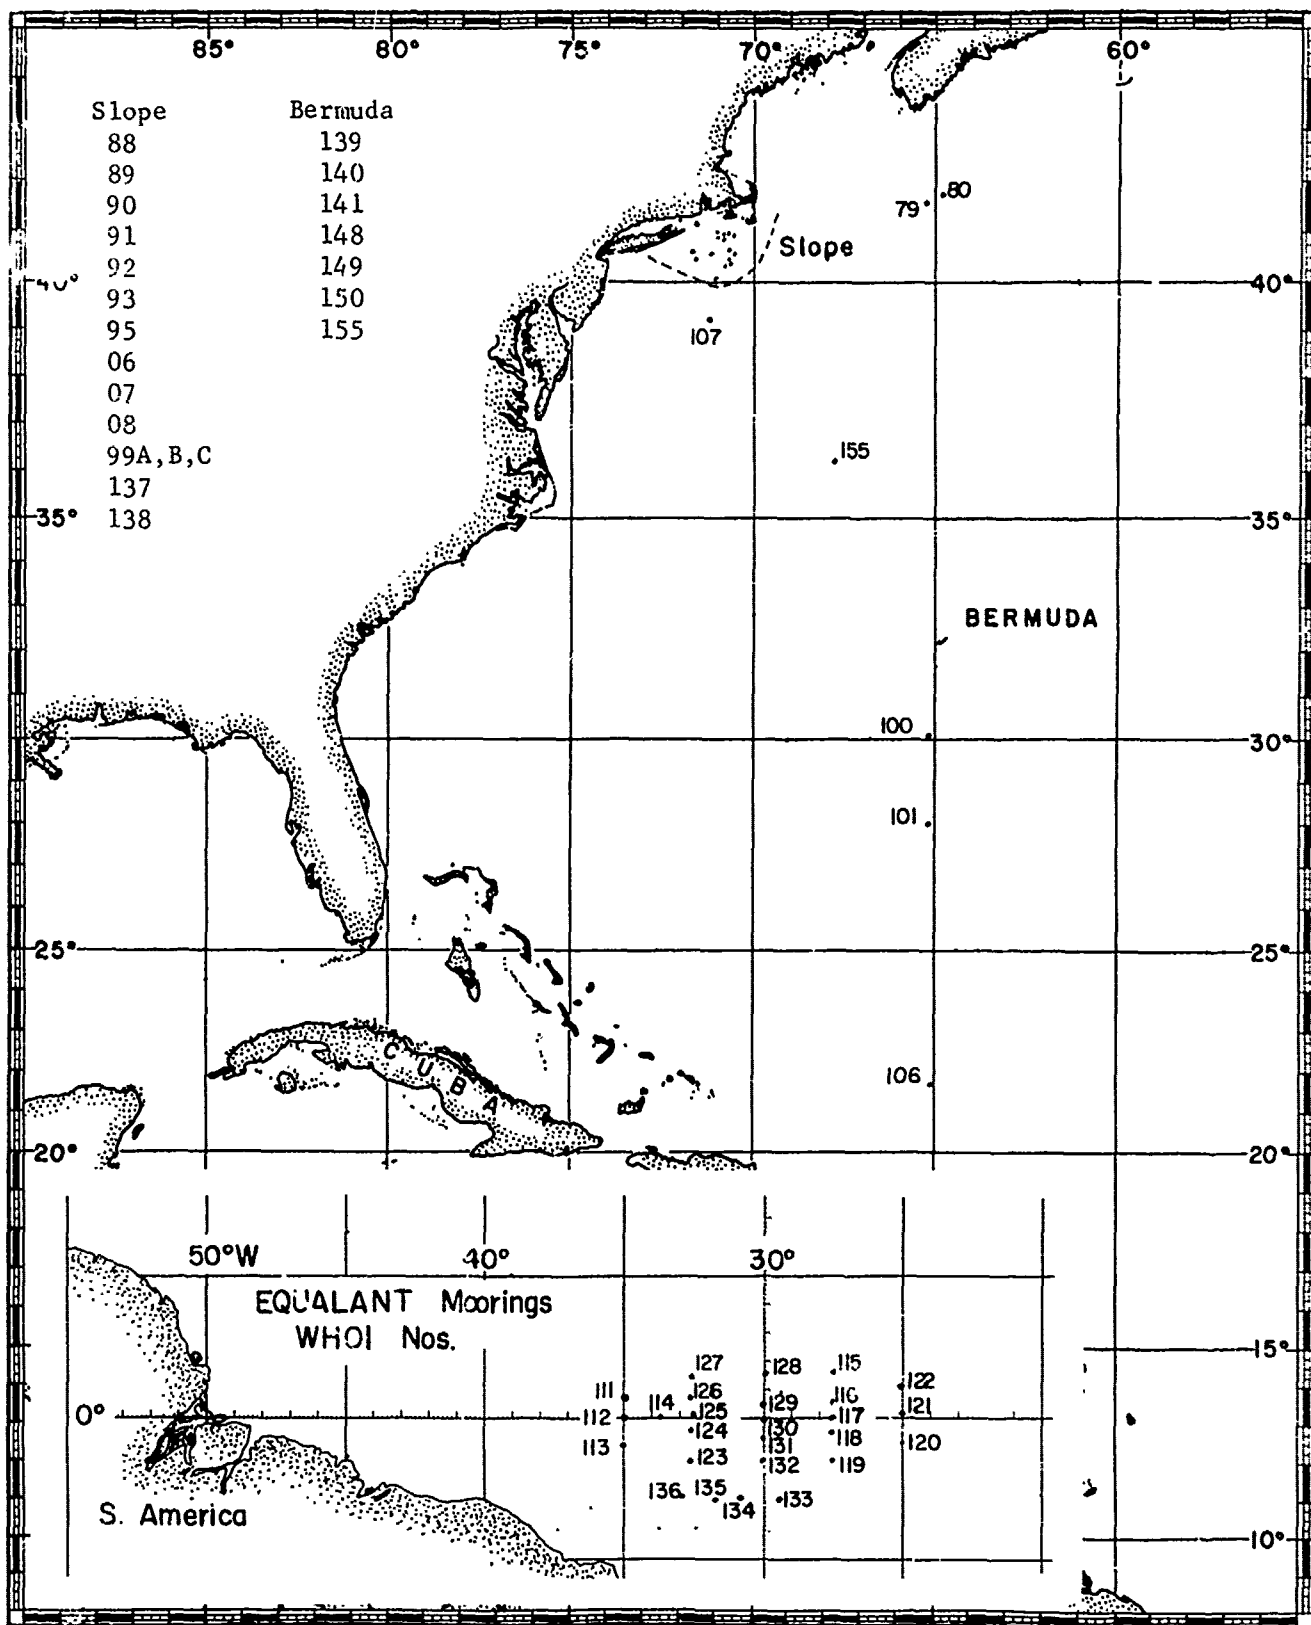 85° 80° 75° 70° 60°
Slope Bermuda
88 139
89 140
90 141
91 148
92 149
93 150
95 155
06
07
08
99A,B,C
137
138
80
79
Slope
40° 40°
107
155
35° 35°
BERMUDA
100
30°
101
25° 25°
CUBA
106
20° 20°
50°W 40° 30°
EQUALANT Moorings
WHOI Nos.
15°
127 128 115
122
111 126 116
114 129
0° 112 125 117 121
124 130 118
113 131 120
123 132 119
136 135 133
134
S. America
10°